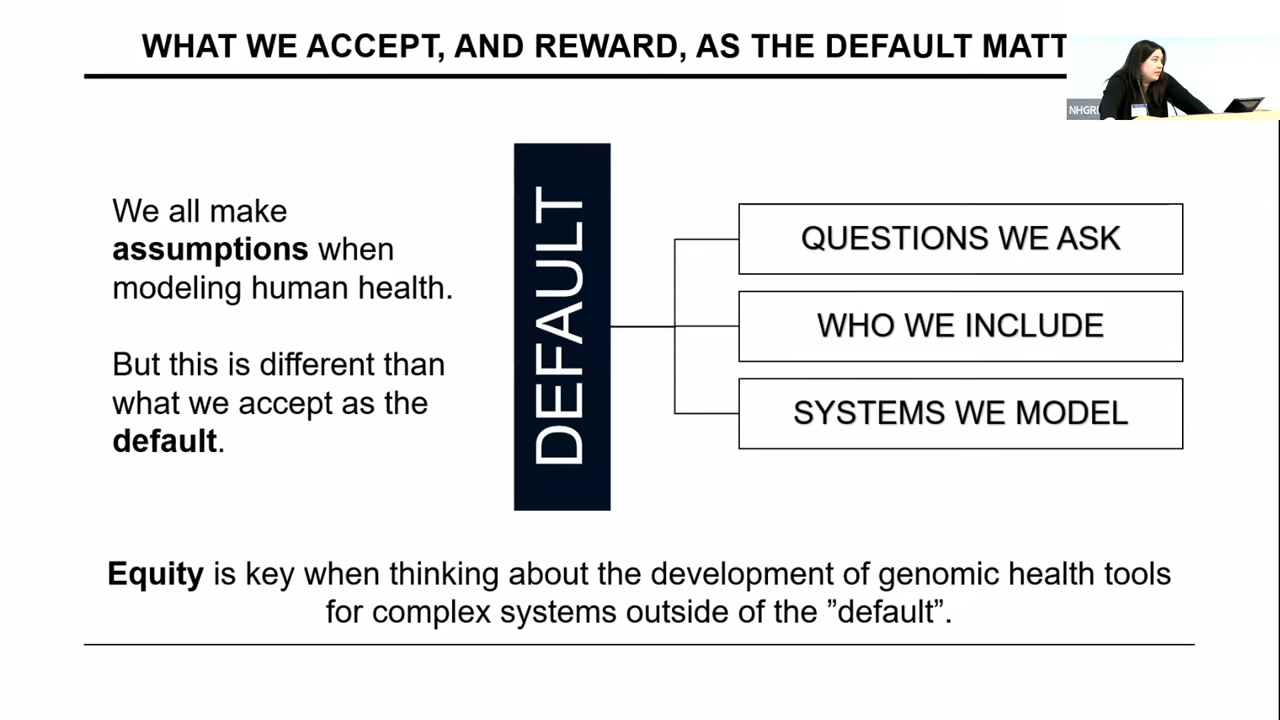 WHAT WE ACCEPT, AND REWARD, AS THE DEFAULT MATT
NHGRI
We all make
assumptions when
modeling human health.
But this is different than
what we accept as the
default.
DEFAULT
QUESTIONS WE ASK
WHO WE INCLUDE
SYSTEMS WE MODEL
Equity is key when thinking about the development of genomic health tools
for complex systems outside of the ”default”.